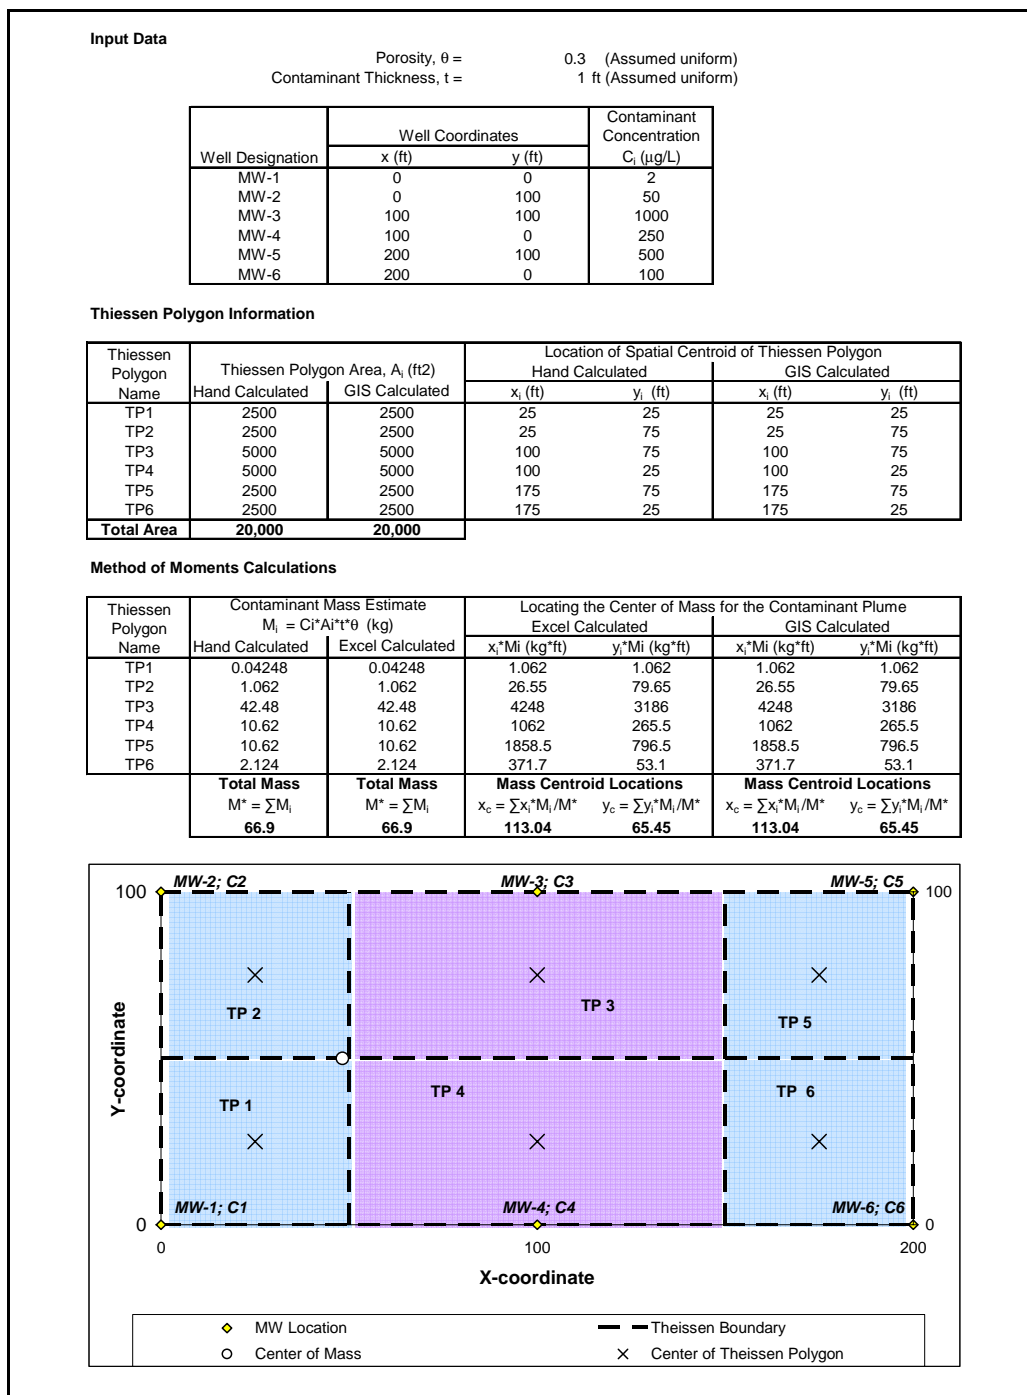 Input Data
Porosity, θ = 0.3 (Assumed uniform)
Contaminant Thickness, t = 1 ft (Assumed uniform)
Contaminant
Well Coordinates Concentration
Well Designation x (ft) y (ft) Cᵢ (μg/L)
MW-1 0 0 2
MW-2 0 100 50
MW-3 100 100 1000
MW-4 100 0 250
MW-5 200 100 500
MW-6 200 0 100
Thiessen Polygon Information
Thiessen Location of Spatial Centroid of Thiessen Polygon
Polygon Thiessen Polygon Area, Aᵢ (ft2) Hand Calculated GIS Calculated
Name Hand Calculated GIS Calculated xᵢ (ft) yᵢ (ft) xᵢ (ft) yᵢ (ft)
TP1 2500 2500 25 25 25 25
TP2 2500 2500 25 75 25 75
TP3 5000 5000 100 75 100 75
TP4 5000 5000 100 25 100 25
TP5 2500 2500 175 75 175 75
TP6 2500 2500 175 25 175 25
Total Area 20,000 20,000
Method of Moments Calculations
Thiessen Contaminant Mass Estimate Locating the Center of Mass for the Contaminant Plume
Polygon Mᵢ = Ci*Ai*t*θ (kg) Excel Calculated GIS Calculated
Name Hand Calculated Excel Calculated xᵢ*Mi (kg*ft) yᵢ*Mi (kg*ft) xᵢ*Mi (kg*ft) yᵢ*Mi (kg*ft)
TP1 0.04248 0.04248 1.062 1.062 1.062 1.062
TP2 1.062 1.062 26.55 79.65 26.55 79.65
TP3 42.48 42.48 4248 3186 4248 3186
TP4 10.62 10.62 1062 265.5 1062 265.5
TP5 10.62 10.62 1858.5 796.5 1858.5 796.5
TP6 2.124 2.124 371.7 53.1 371.7 53.1
Total Mass Total Mass Mass Centroid Locations Mass Centroid Locations
M* = ∑Mᵢ M* = ∑Mᵢ x꜀ = ∑xᵢ*Mᵢ/M* y꜀ = ∑yᵢ*Mᵢ/M* x꜀ = ∑xᵢ*Mᵢ/M* y꜀ = ∑yᵢ*Mᵢ/M*
66.9 66.9 113.04 65.45 113.04 65.45
MW-2; C2 MW-3; C3 MW-5; C5
100 100
TP 2 TP 3 TP 5
Y-coordinate
TP 1 TP 4 TP 6
MW-1; C1 MW-4; C4 MW-6; C6
0 0
0 100 200
X-coordinate
MW Location Theissen Boundary
Center of Mass Center of Theissen Polygon